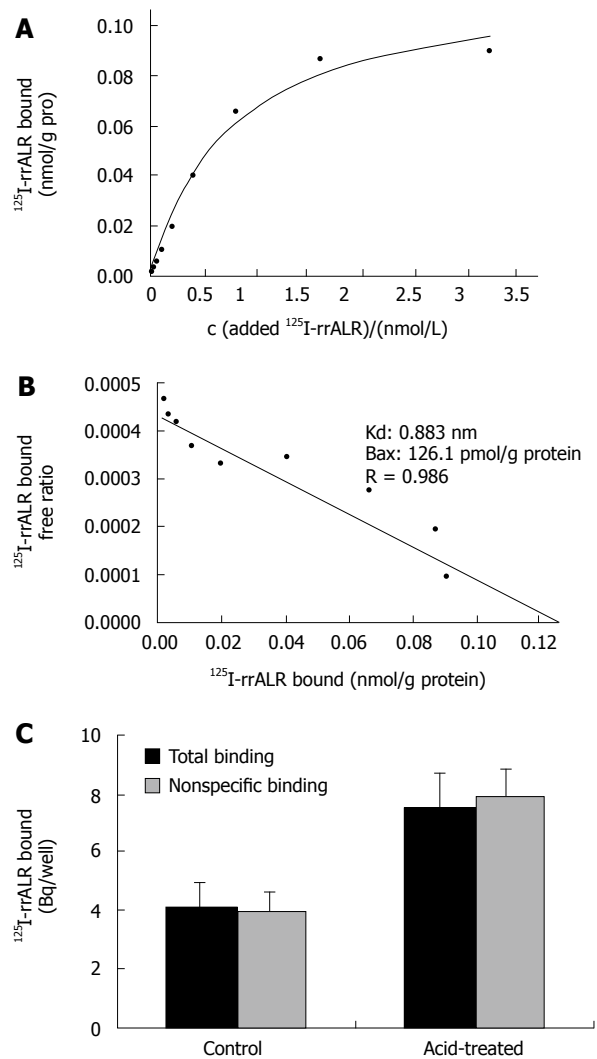 A
0.10
0.08
0.06
0.04
0.02
0.00
¹²⁵I-rrALR bound
(nmol/g pro)
0 0.5 1 1.5 2 2.5 3 3.5
c (added ¹²⁵I-rrALR)/(nmol/L)
B
0.0005
0.0004
0.0003
0.0002
0.0001
0.0000
¹²⁵I-rrALR bound
free ratio
Kd: 0.883 nm
Bax: 126.1 pmol/g protein
R = 0.986
0.00 0.02 0.04 0.06 0.08 0.10 0.12
¹²⁵I-rrALR bound (nmol/g protein)
C
10
8
6
4
2
0
¹²⁵I-rrALR bound
(Bq/well)
Total binding
Nonspecific binding
Control Acid-treated